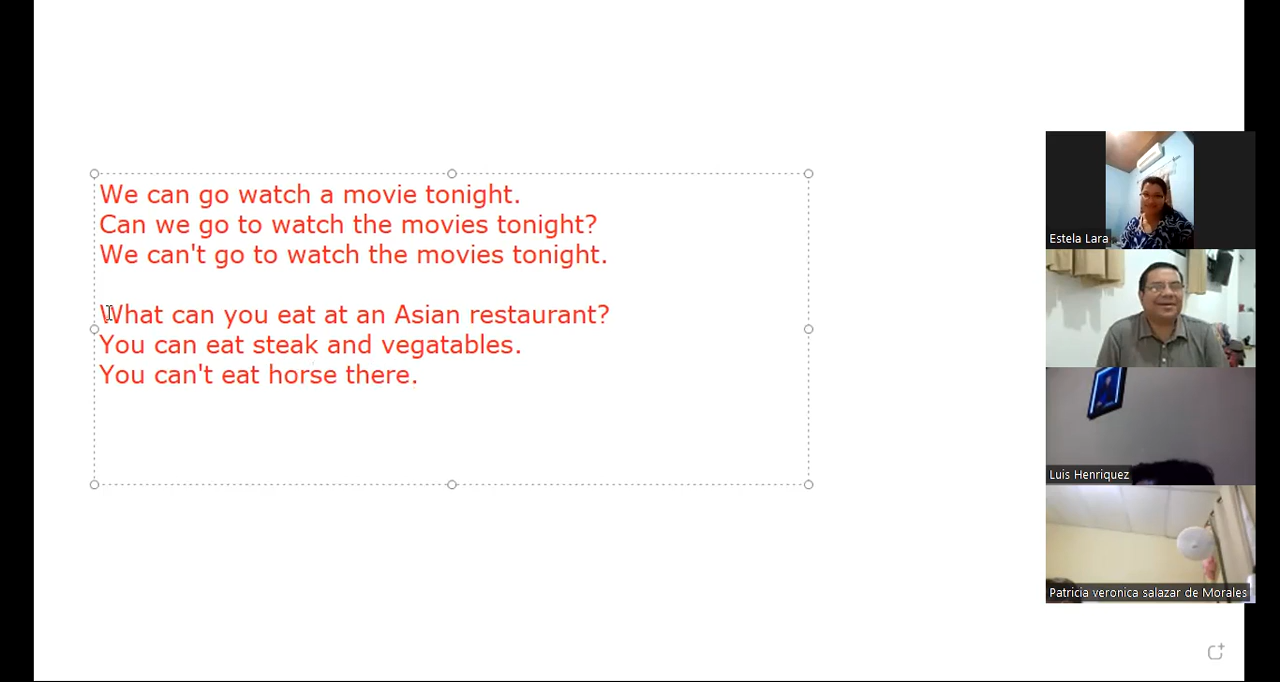 We can go watch a movie tonight.
Can we go to watch the movies tonight?
We can't go to watch the movies tonight.
What can you eat at an Asian restaurant?
You can eat steak and vegatables.
You can't eat horse there.
Estela Lara
Luis Henriquez
Patricia veronica salazar de Morales